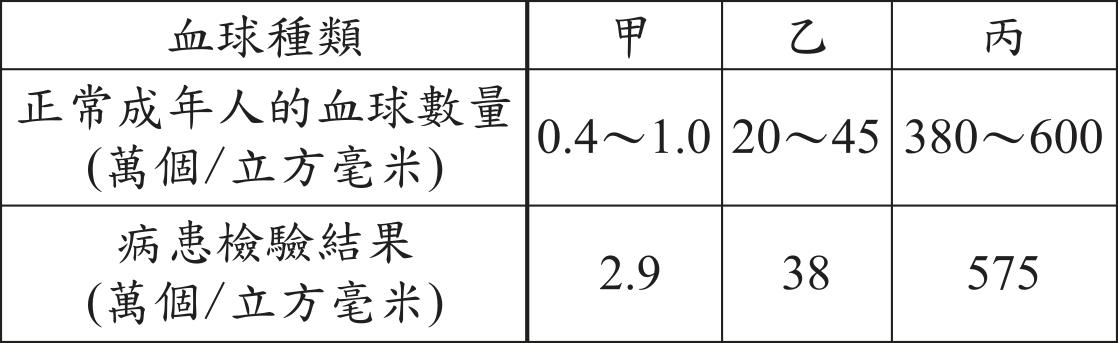 血球種類 甲 乙 丙
正常成年人的血球數量
(萬個/立方毫米) 0.4～1.0 20～45 380～600
病患檢驗結果
(萬個/立方毫米) 2.9 38 575